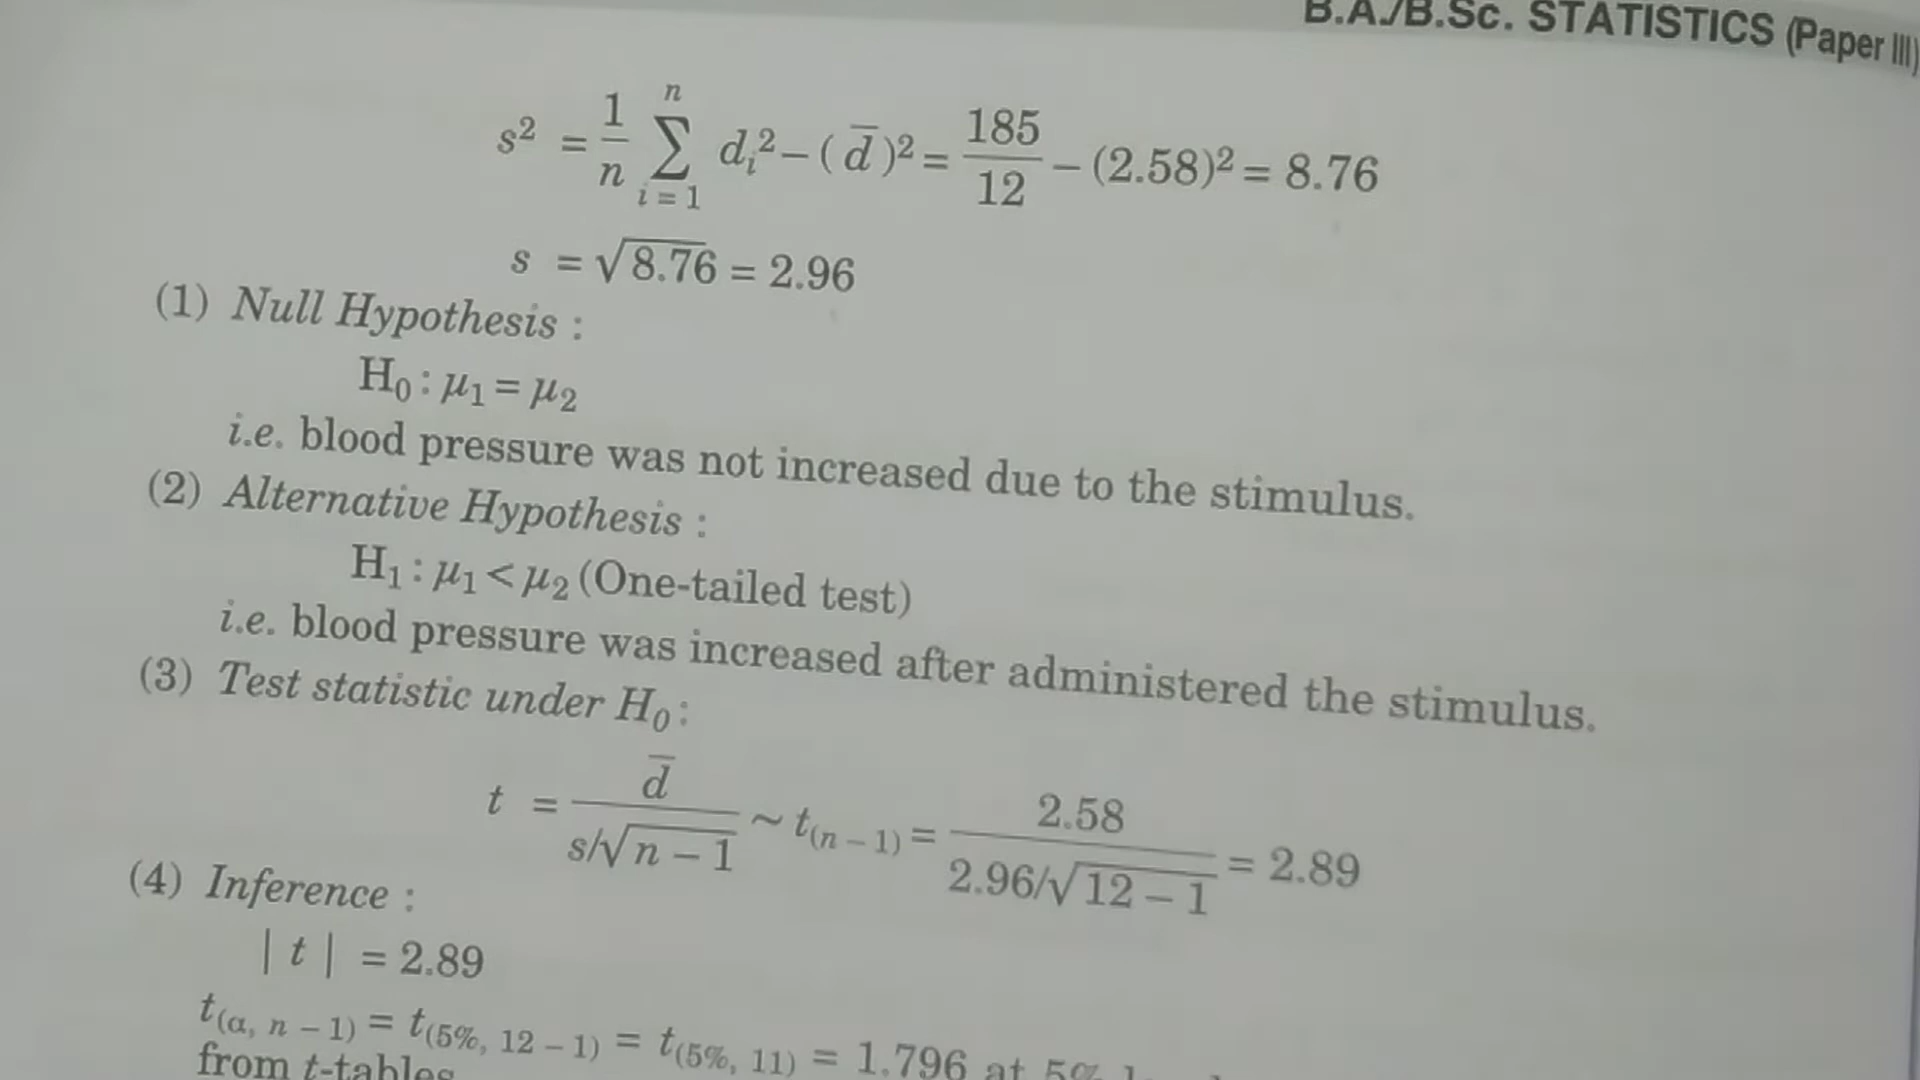 B.A./B.Sc. STATISTICS (Paper III)
s² = 1/n Σ_{i = 1}^{n} dᵢ² – (d̄)² = 185/12 – (2.58)² = 8.76
s = √8.76 = 2.96
(1) Null Hypothesis :
H₀ : μ₁ = μ₂
i.e. blood pressure was not increased due to the stimulus.
(2) Alternative Hypothesis :
H₁ : μ₁ < μ₂ (One-tailed test)
i.e. blood pressure was increased after administered the stimulus.
(3) Test statistic under H₀ :
t = d̄/(s/√(n – 1)) ~ t₍ₙ ₋ ₁₎ = 2.58/(2.96/√(12 – 1)) = 2.89
(4) Inference :
| t | = 2.89
t_(α, n – 1) = t_(5%, 12 – 1) = t_(5%, 11) = 1.796 at 5%
from t-tables